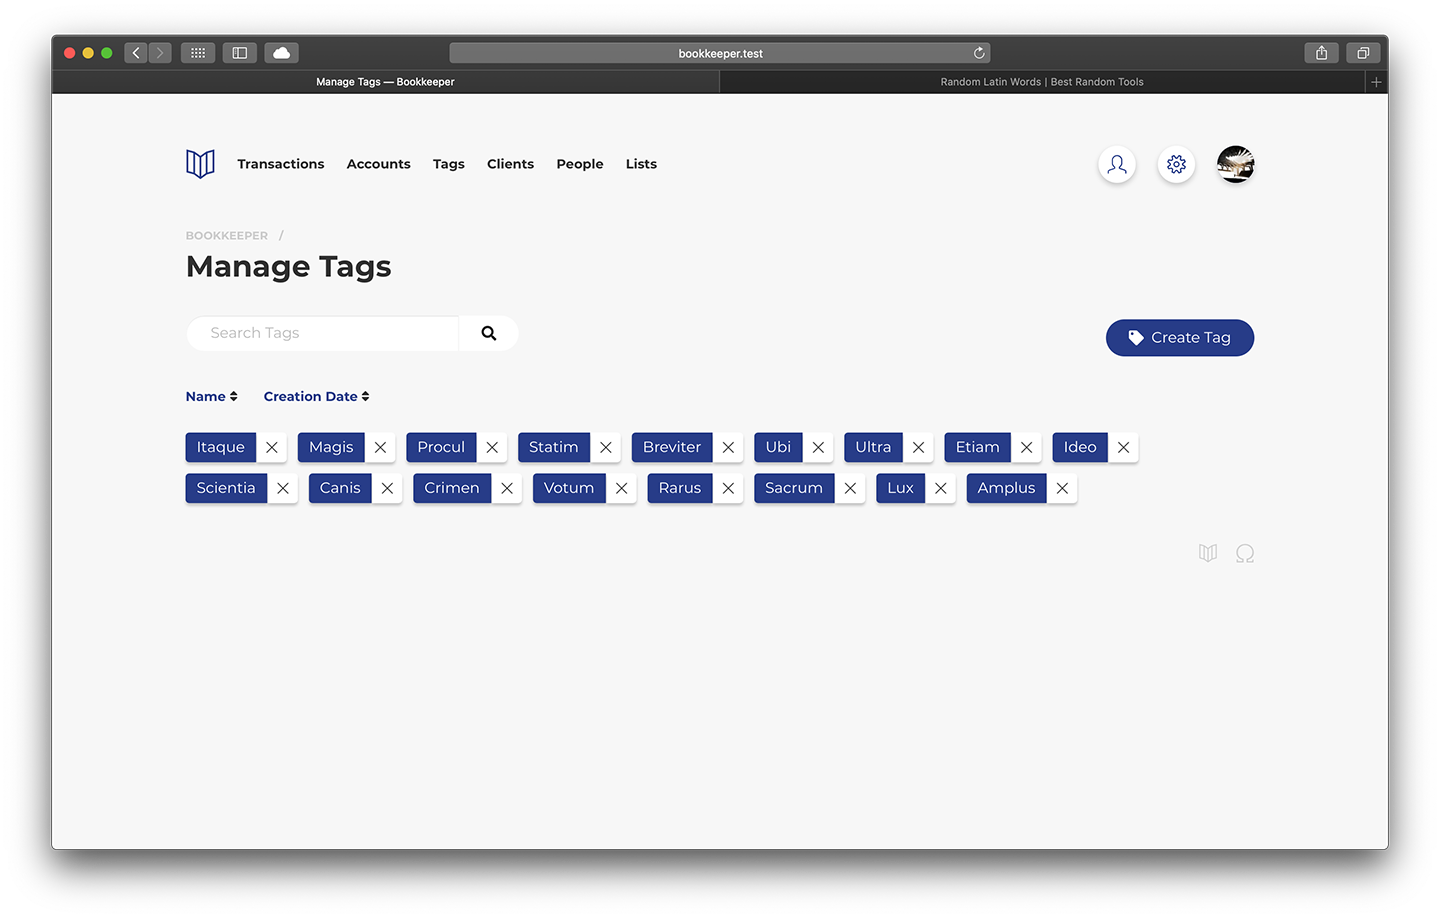 bookkeeper.test
Manage Tags — Bookkeeper
Random Latin Words | Best Random Tools
Transactions Accounts Tags Clients People Lists
BOOKKEEPER /
Manage Tags
Search Tags
Create Tag
Name Creation Date
Itaque Magis Procul Statim Breviter Ubi Ultra Etiam Ideo
Scientia Canis Crimen Votum Rarus Sacrum Lux Amplus